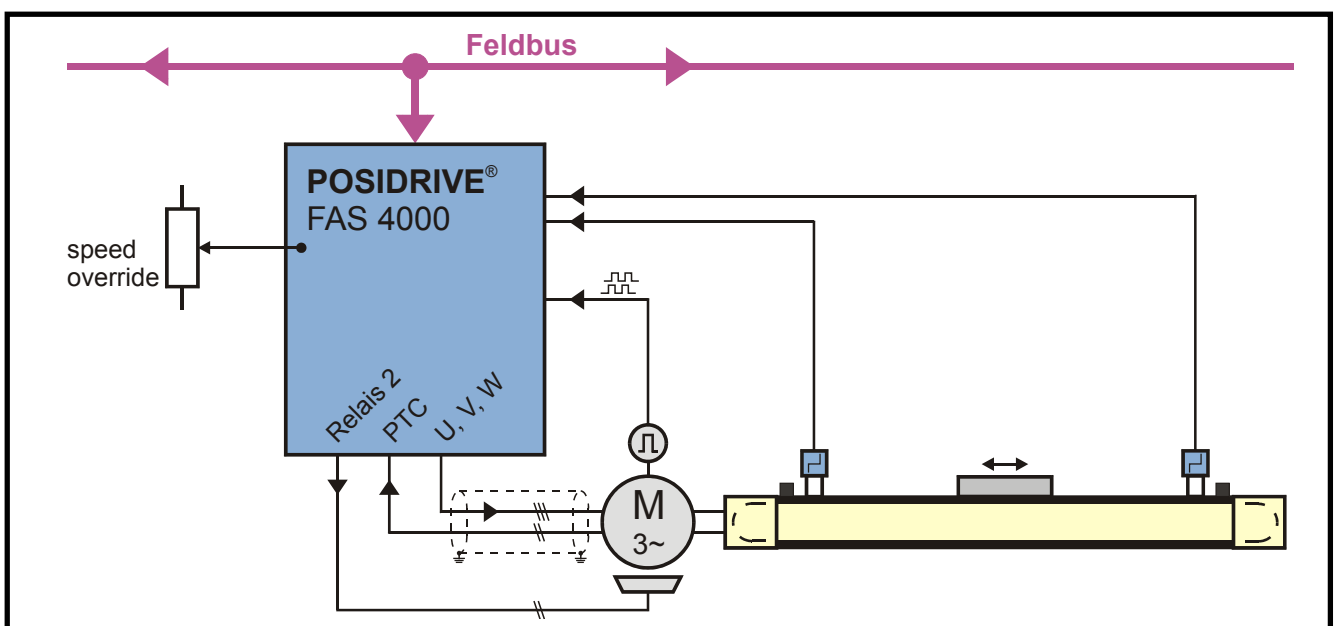 Feldbus
POSIDRIVE®
FAS 4000
speed
override
Relais 2
PTC
U, V, W
M
3~